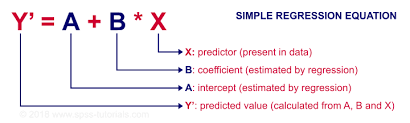 SIMPLE REGRESSION EQUATION
Y' = A + B * X
X: predictor (present in data)
B: coefficient (estimated by regression)
A: intercept (estimated by regression)
Y': predicted value (calculated from A, B and X)
© 2019 www.spss-tutorials.com